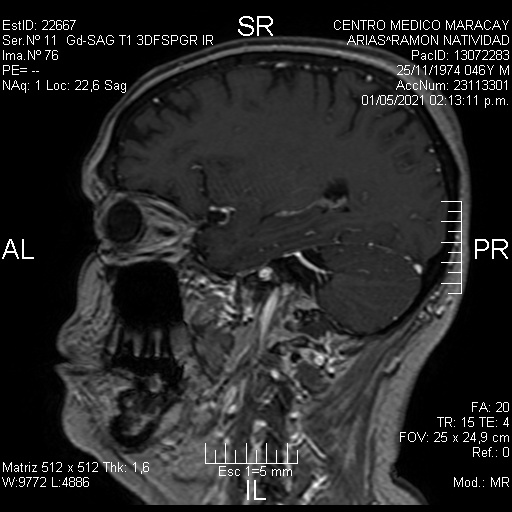 EstID: 22667
Ser.Nº 11 Gd-SAG T1 3DFSPGR IR
Ima.Nº 76
PE= --
NAq: 1 Loc: 22,6 Sag
SR
CENTRO MEDICO MARACAY
ARIAS^RAMON NATIVIDAD
PacID: 13072283
25/11/1974 046Y M
AccNum: 23113301
01/05/2021 02:13:11 p.m.
AL
PR
Matriz 512 x 512 Thk: 1,6
W:9772 L:4886
Esc 1=5 mm
IL
FA: 20
TR: 15 TE: 4
FOV: 25 x 24,9 cm
Ref.: 0
Mod.: MR